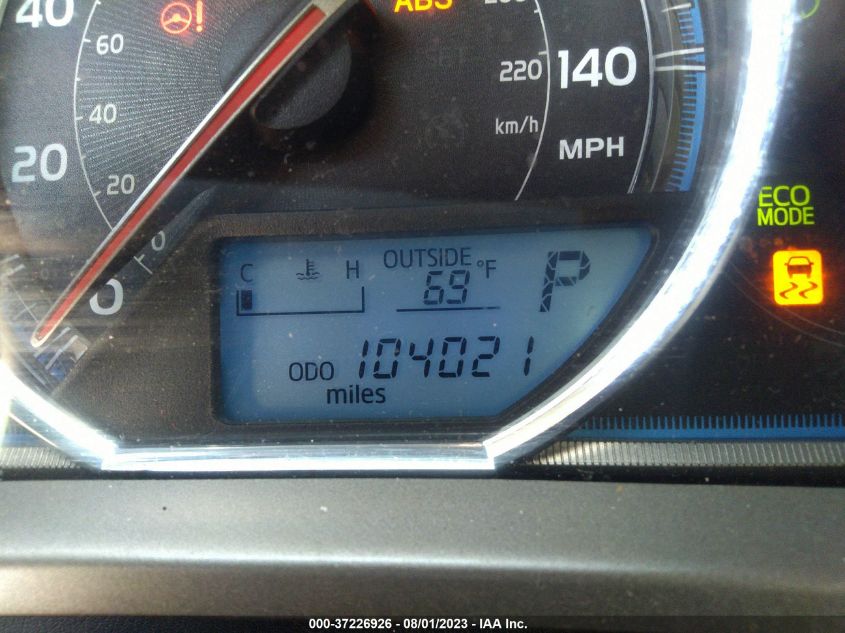 40
60
40
20
20
0
0
!
ABS
220
140
km/h
MPH
ECO
MODE
C
H
OUTSIDE
69 °F
P
ODO 104021
miles
000-37226926 - 08/01/2023 - IAA Inc.